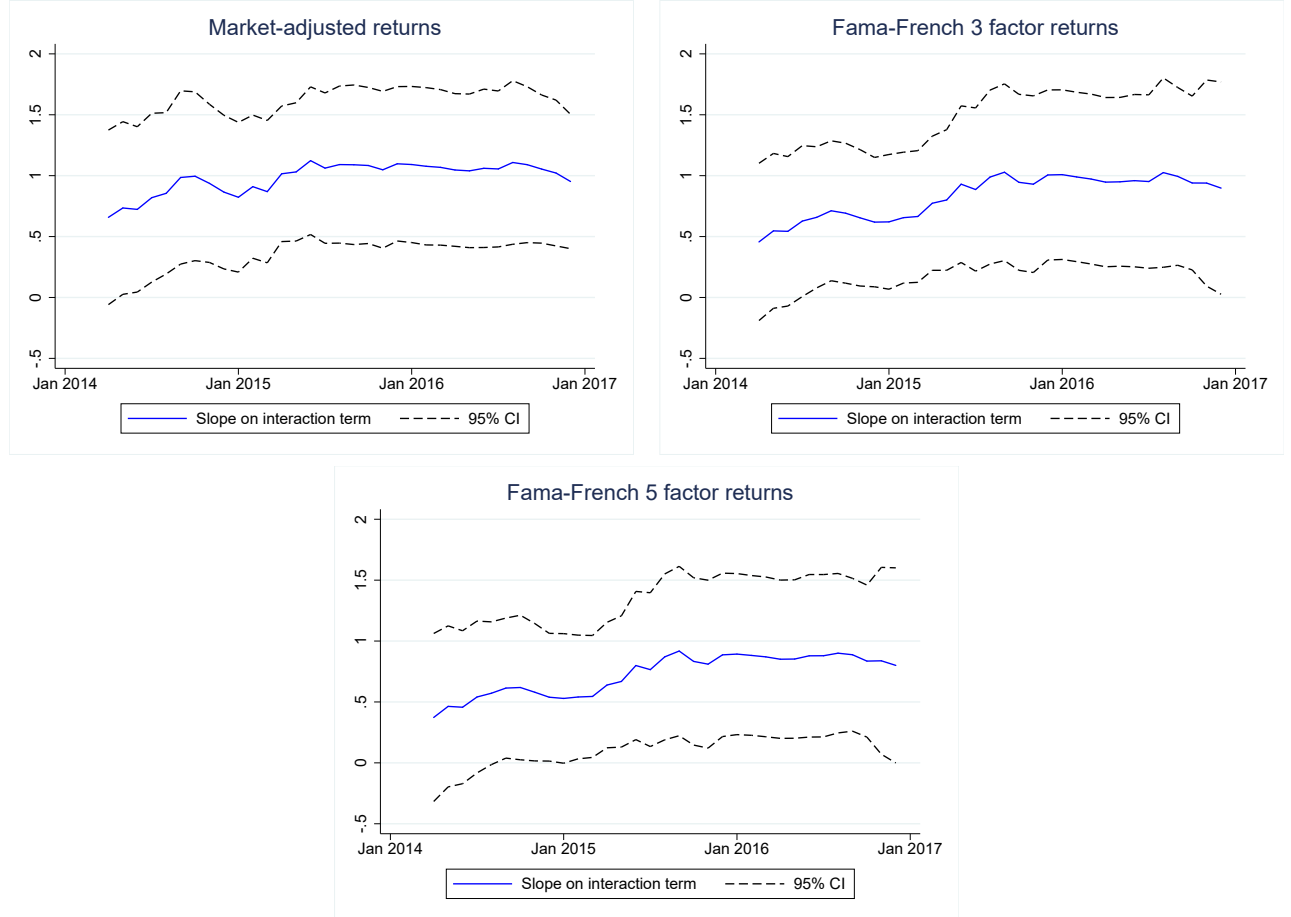 Market-adjusted returns
2
1.5
1
.5
0
-.5
Jan 2014 Jan 2015 Jan 2016 Jan 2017
Slope on interaction term 95% CI
Fama-French 3 factor returns
2
1.5
1
.5
0
-.5
Jan 2014 Jan 2015 Jan 2016 Jan 2017
Slope on interaction term 95% CI
Fama-French 5 factor returns
2
1.5
1
.5
0
-.5
Jan 2014 Jan 2015 Jan 2016 Jan 2017
Slope on interaction term 95% CI